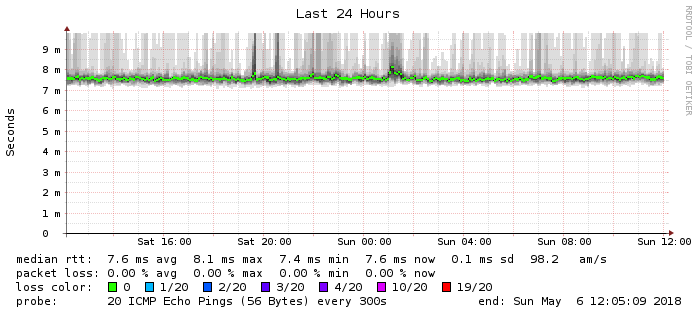 Last 24 Hours
RRDTOOL / TOBI OETIKER
Seconds
9 m
8 m
7 m
6 m
5 m
4 m
3 m
2 m
1 m
0
Sat 16:00 Sat 20:00 Sun 00:00 Sun 04:00 Sun 08:00 Sun 12:00
median rtt: 7.6 ms avg 8.1 ms max 7.4 ms min 7.6 ms now 0.1 ms sd 98.2 am/s
packet loss: 0.00 % avg 0.00 % max 0.00 % min 0.00 % now
loss color: 0 1/20 2/20 3/20 4/20 10/20 19/20
probe: 20 ICMP Echo Pings (56 Bytes) every 300s end: Sun May 6 12:05:09 2018